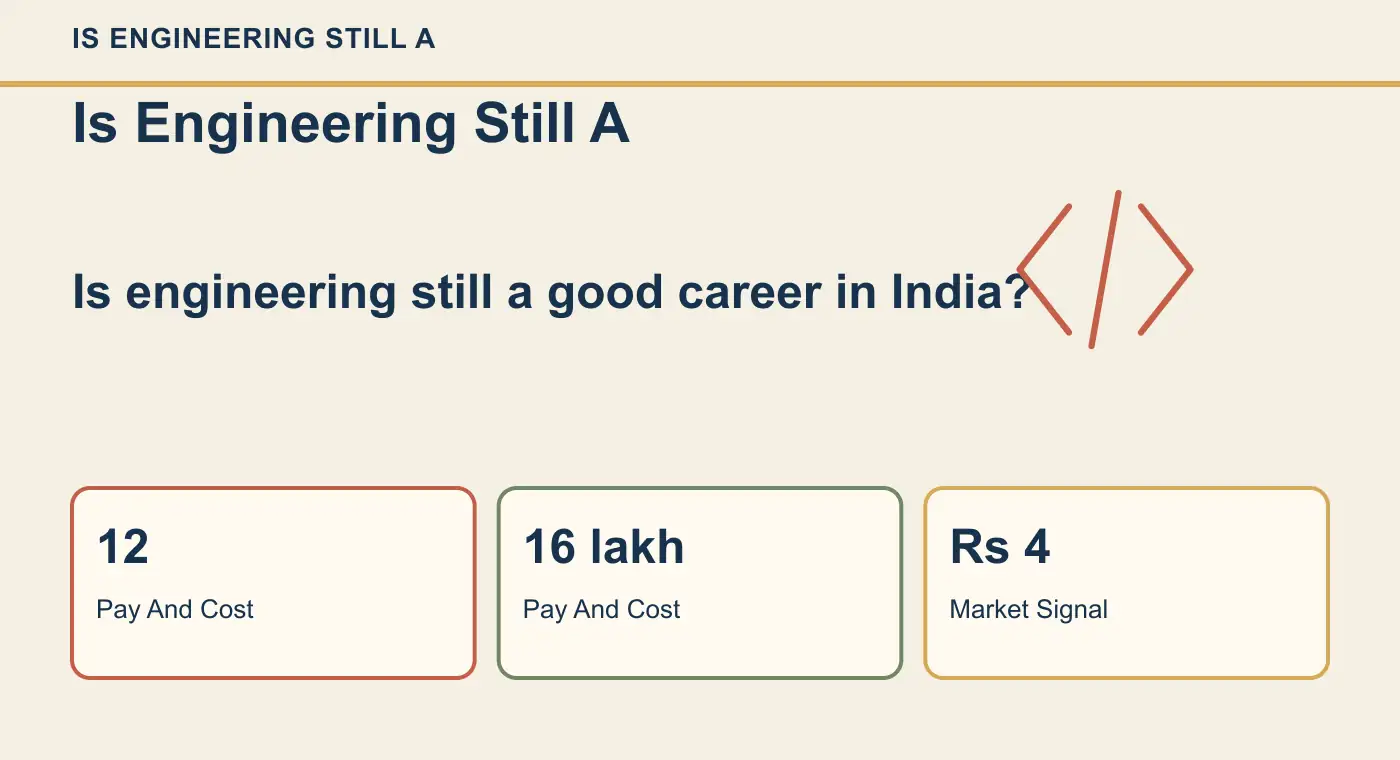 IS ENGINEERING STILL A
Is Engineering Still A
Is engineering still a good career in India?
12
Pay And Cost
16 lakh
Pay And Cost
Rs 4
Market Signal